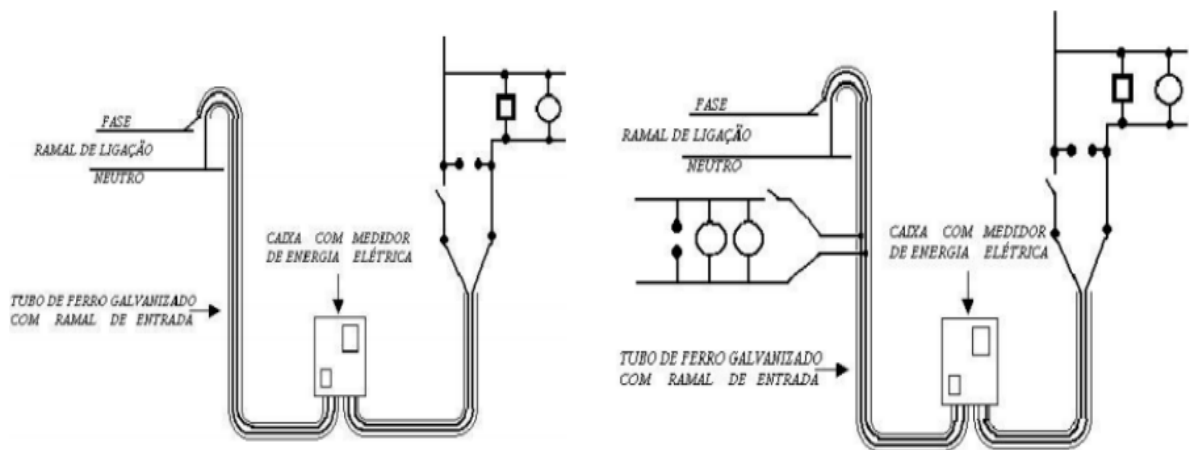 FASE
RAMAL DE LIGAÇÃO
NEUTRO
CAIXA COM MEDIDOR
DE ENERGIA ELÉTRICA
TUBO DE FERRO GALVANIZADO
COM RAMAL DE ENTRADA
FASE
RAMAL DE LIGAÇÃO
NEUTRO
CAIXA COM MEDIDOR
DE ENERGIA ELÉTRICA
TUBO DE FERRO GALVANIZADO
COM RAMAL DE ENTRADA